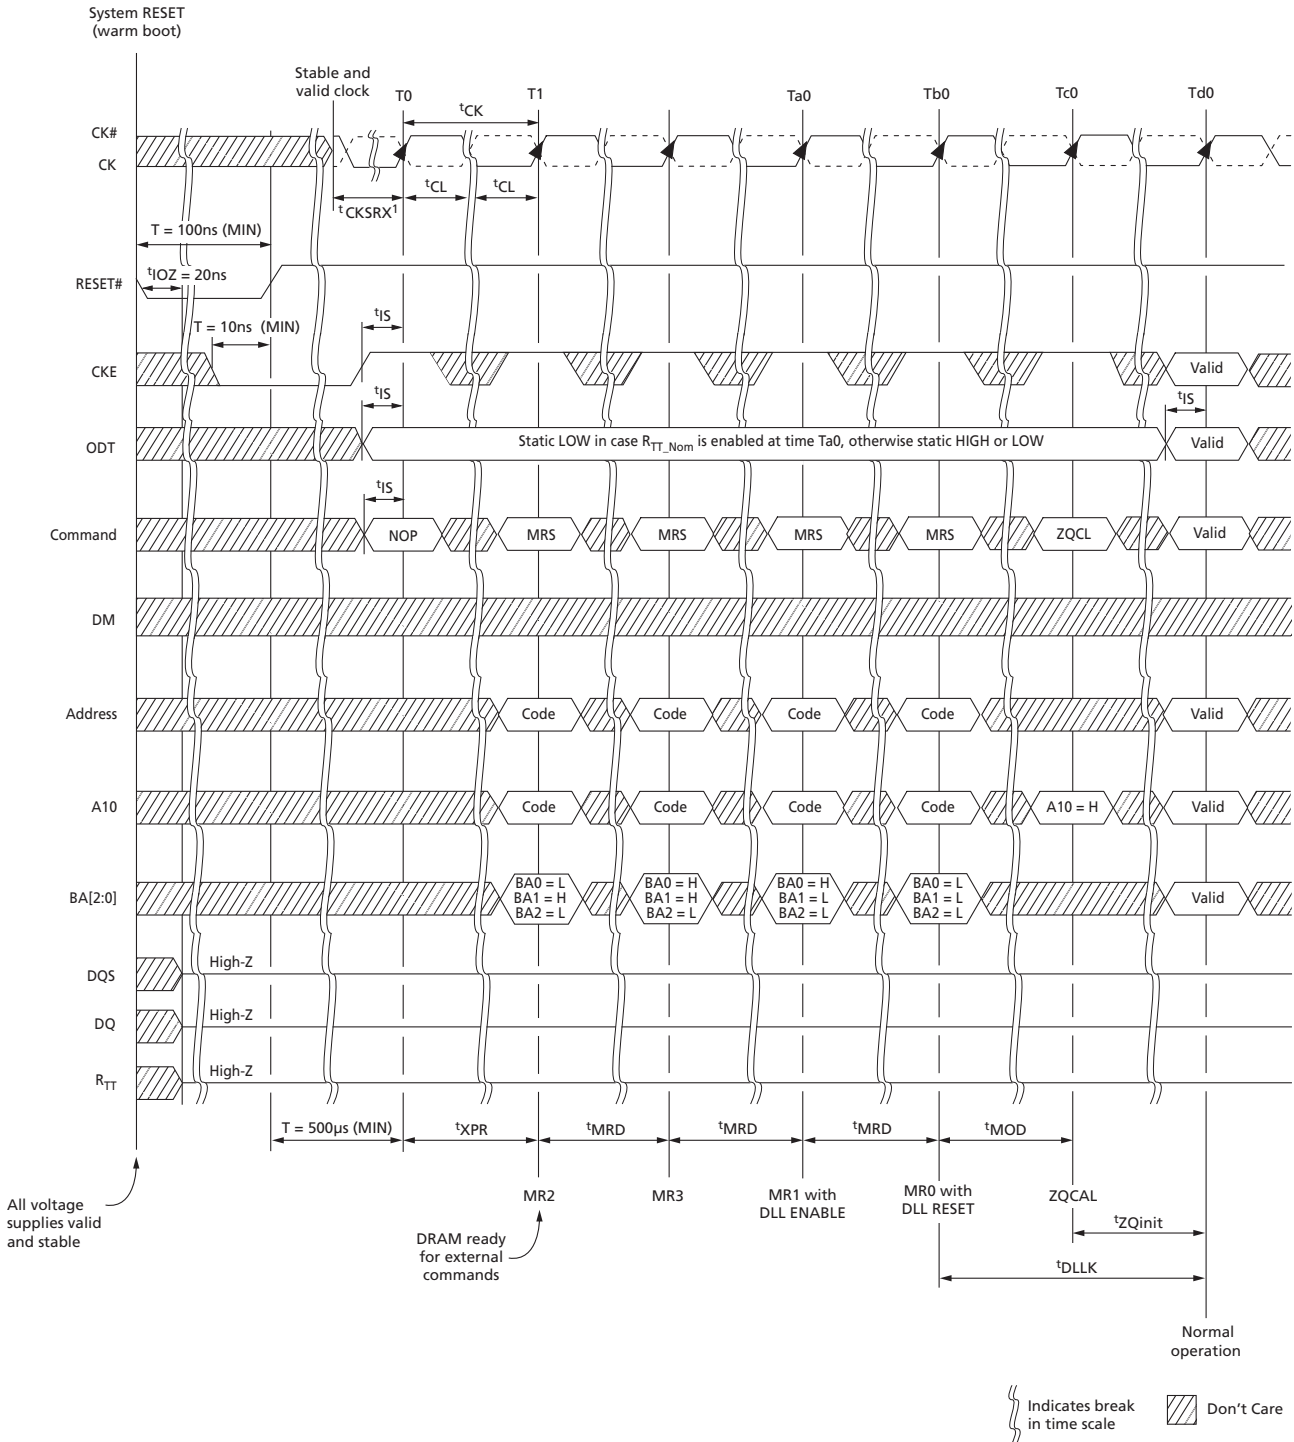 System RESET
(warm boot)
Stable and
valid clock
T0
T1
Ta0
Tb0
Tc0
Td0
tCK
CK#
CK
tCKSRX1
tCL
tCL
T = 100ns (MIN)
RESET#
tIOZ = 20ns
T = 10ns (MIN)
tIS
CKE
Valid
tIS
tIS
ODT
Static LOW in case RTT_Nom is enabled at time Ta0, otherwise static HIGH or LOW
Valid
tIS
Command
NOP
MRS
MRS
MRS
MRS
ZQCL
Valid
DM
Address
Code
Code
Code
Code
Valid
A10
Code
Code
Code
Code
A10 = H
Valid
BA[2:0]
BA0 = L
BA1 = H
BA2 = L
BA0 = H
BA1 = H
BA2 = L
BA0 = H
BA1 = L
BA2 = L
BA0 = L
BA1 = L
BA2 = L
Valid
DQS
High-Z
DQ
High-Z
RTT
High-Z
T = 500µs (MIN)
tXPR
tMRD
tMRD
tMRD
tMOD
All voltage
supplies valid
and stable
MR2
MR3
MR1 with
DLL ENABLE
MR0 with
DLL RESET
ZQCAL
tZQinit
DRAM ready
for external
commands
tDLLK
Normal
operation
Indicates break
in time scale
Don't Care